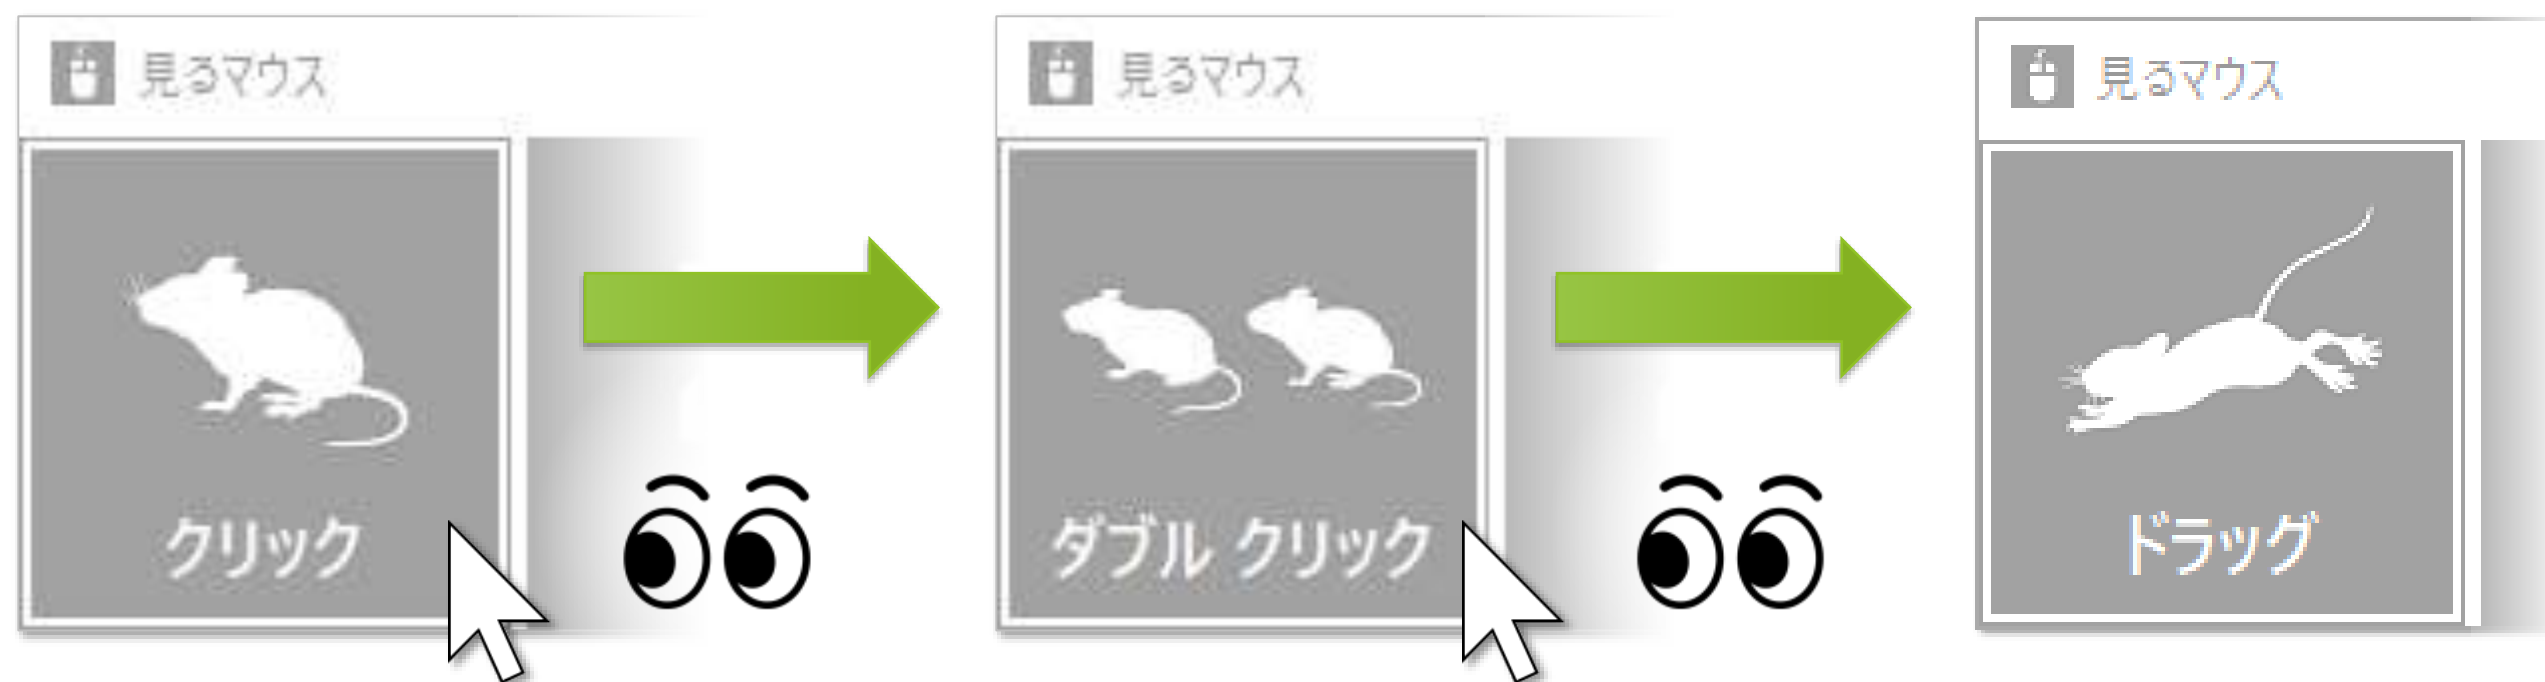 見るマウス
クリック
見るマウス
ダブル クリック
見るマウス
ドラッグ